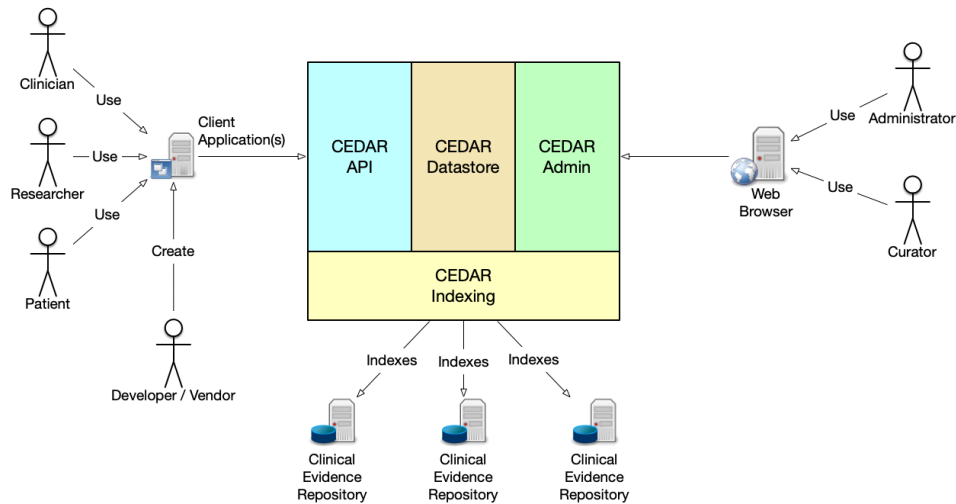 Clinician
Use
Client
Application(s)
Researcher
Use
Use
Patient
Create
Developer / Vendor
CEDAR
API
CEDAR
Datastore
CEDAR
Admin
CEDAR
Indexing
Web
Browser
Use
Administrator
Use
Curator
Indexes
Indexes
Indexes
Clinical
Evidence
Repository
Clinical
Evidence
Repository
Clinical
Evidence
Repository